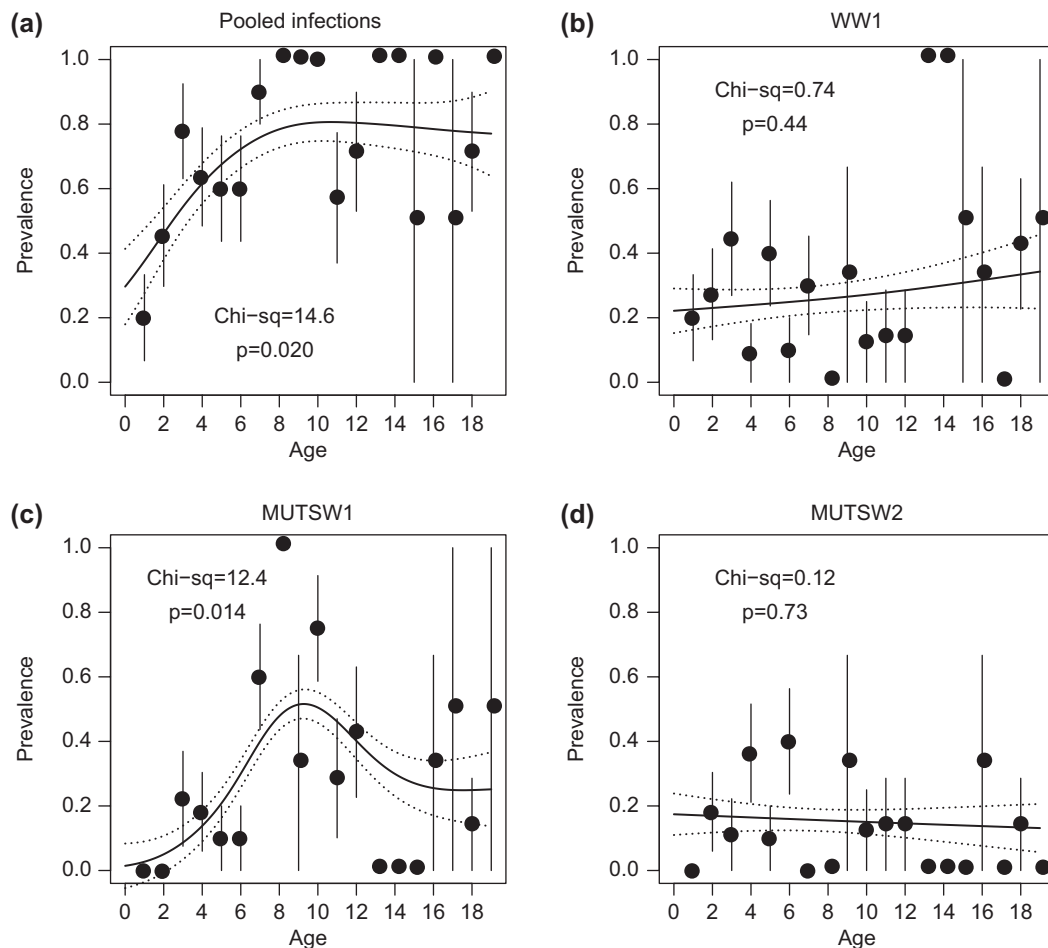 (a)
Pooled infections
Prevalence
1.0
0.8
0.6
0.4
0.2
0.0
Chi−sq=14.6
p=0.020
0 2 4 6 8 10 12 14 16 18
Age
(b)
WW1
Prevalence
1.0
0.8
0.6
0.4
0.2
0.0
Chi−sq=0.74
p=0.44
0 2 4 6 8 10 12 14 16 18
Age
(c)
MUTSW1
Prevalence
1.0
0.8
0.6
0.4
0.2
0.0
Chi−sq=12.4
p=0.014
0 2 4 6 8 10 12 14 16 18
Age
(d)
MUTSW2
Prevalence
1.0
0.8
0.6
0.4
0.2
0.0
Chi−sq=0.12
p=0.73
0 2 4 6 8 10 12 14 16 18
Age